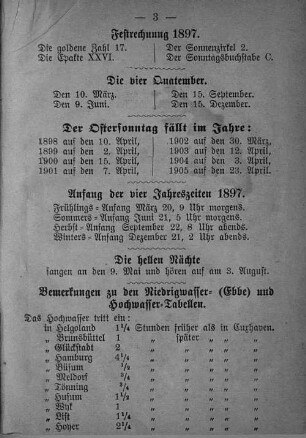 — 3 —
Festrechnung 1897.
Die goldene Zahl 17. Der Sonnenzirkel 2.
Die Epakte XXVI. Der Sonntagsbuchstabe C.
Die vier Quatember.
Den 10. März. Den 15. September.
Den 9. Juni. Den 15. Dezember.
Der Ostersonntag fällt im Jahre:
1898 auf den 10. April, 1902 auf den 30. März,
1899 auf den 2. April, 1903 auf den 12. April,
1900 auf den 15. April, 1904 auf den 3. April,
1901 auf den 7. April, 1905 auf den 23. April.
Anfang der vier Jahreszeiten 1897.
Frühlings-Anfang März 20, 9 Uhr morgens.
Sommers-Anfang Juni 21, 5 Uhr morgens.
Herbst-Anfang September 22, 8 Uhr abends.
Winters-Anfang Dezember 21, 2 Uhr abends.
Die hellen Nächte
fangen an den 9. Mai und hören auf am 3. August.
Bemerkungen zu den Niedrigwasser- (Ebbe) und
Hochwasser-Tabellen.
Das Hochwasser tritt ein:
in Helgoland 1¼ Stunden früher als in Cuxhaven.
„ Brunsbüttel 1 „ später „ „
„ Glückstadt 2 „ „ „ „
„ Hamburg 4½ „ „ „ „
„ Büsum „ „ „ „
„ Meldorf „ „ „ „
„ Tönning „ „ „ „
„ Husum 1½ „ „ „ „
„ Wyk 1 „ „ „ „
„ List 1¼ „ „ „ „
„ Hoyer 2¼ „ „ „ „